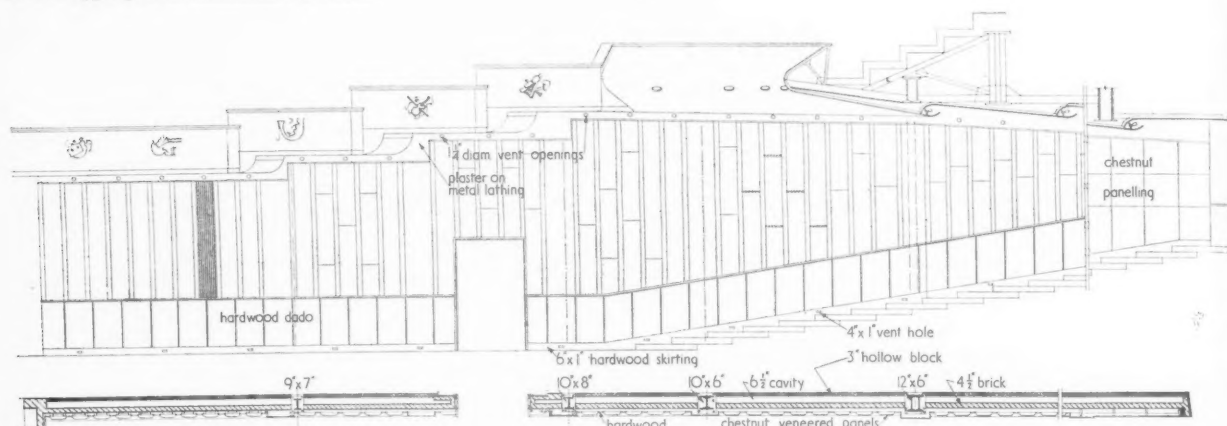 1¼" diam vent openings
plaster on
metal lathing
chestnut
panelling
hardwood dado
4" x 1" vent hole
6" x 1" hardwood skirting
3" hollow block
9" x 7"
10" x 8"
10" x 6"
6½" cavity
12" x 6"
4½" brick
hardwood
chestnut veneered panels